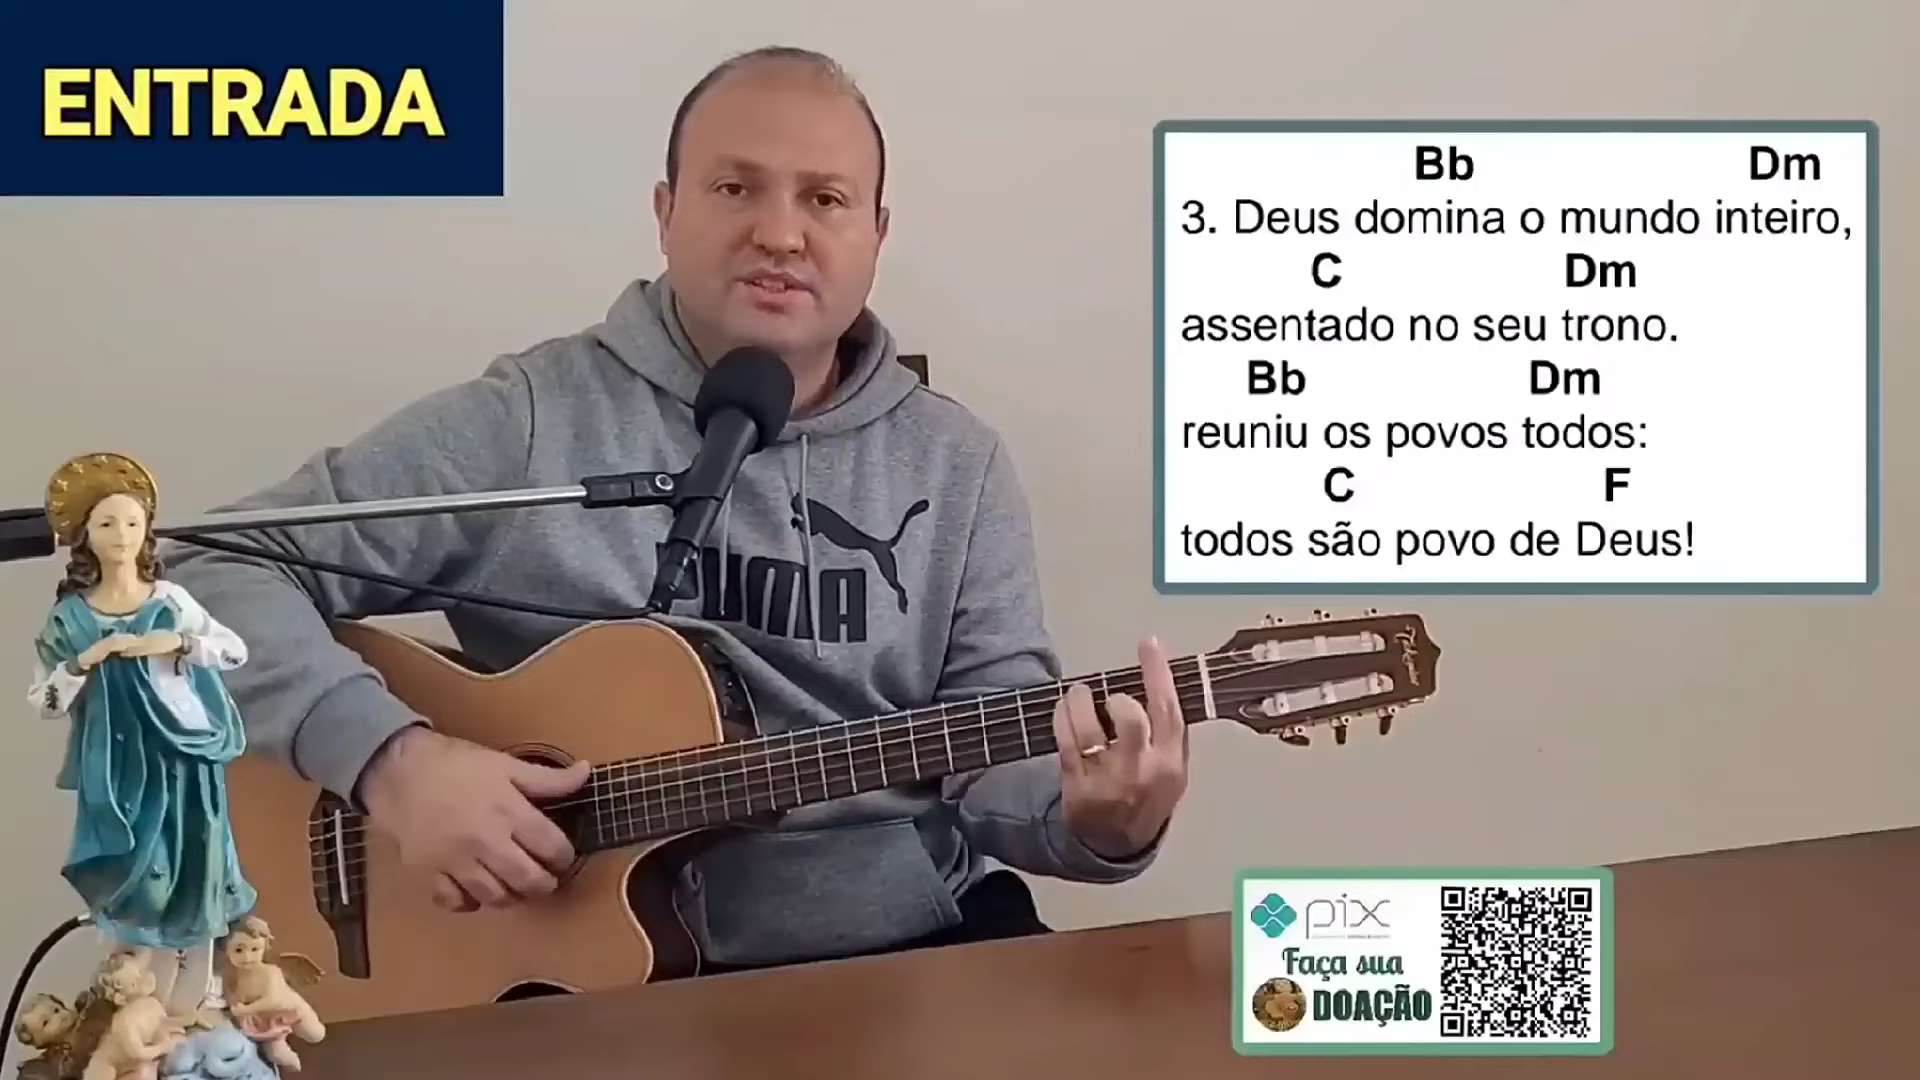 ENTRADA
Bb Dm
3. Deus domina o mundo inteiro,
C Dm
assentado no seu trono.
Bb Dm
reuniu os povos todos:
C F
todos são povo de Deus!
PUMA
pix
Faça sua
DOAÇÃO